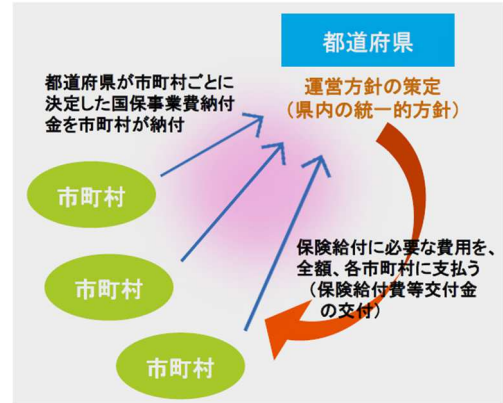 都道府県
運営方針の策定
(県内の統一的方針)
都道府県が市町村ごとに
決定した国保事業費納付
金を市町村が納付
市町村
市町村
市町村
保険給付に必要な費用を、
全額、各市町村に支払う
(保険給付費等交付金
の交付)